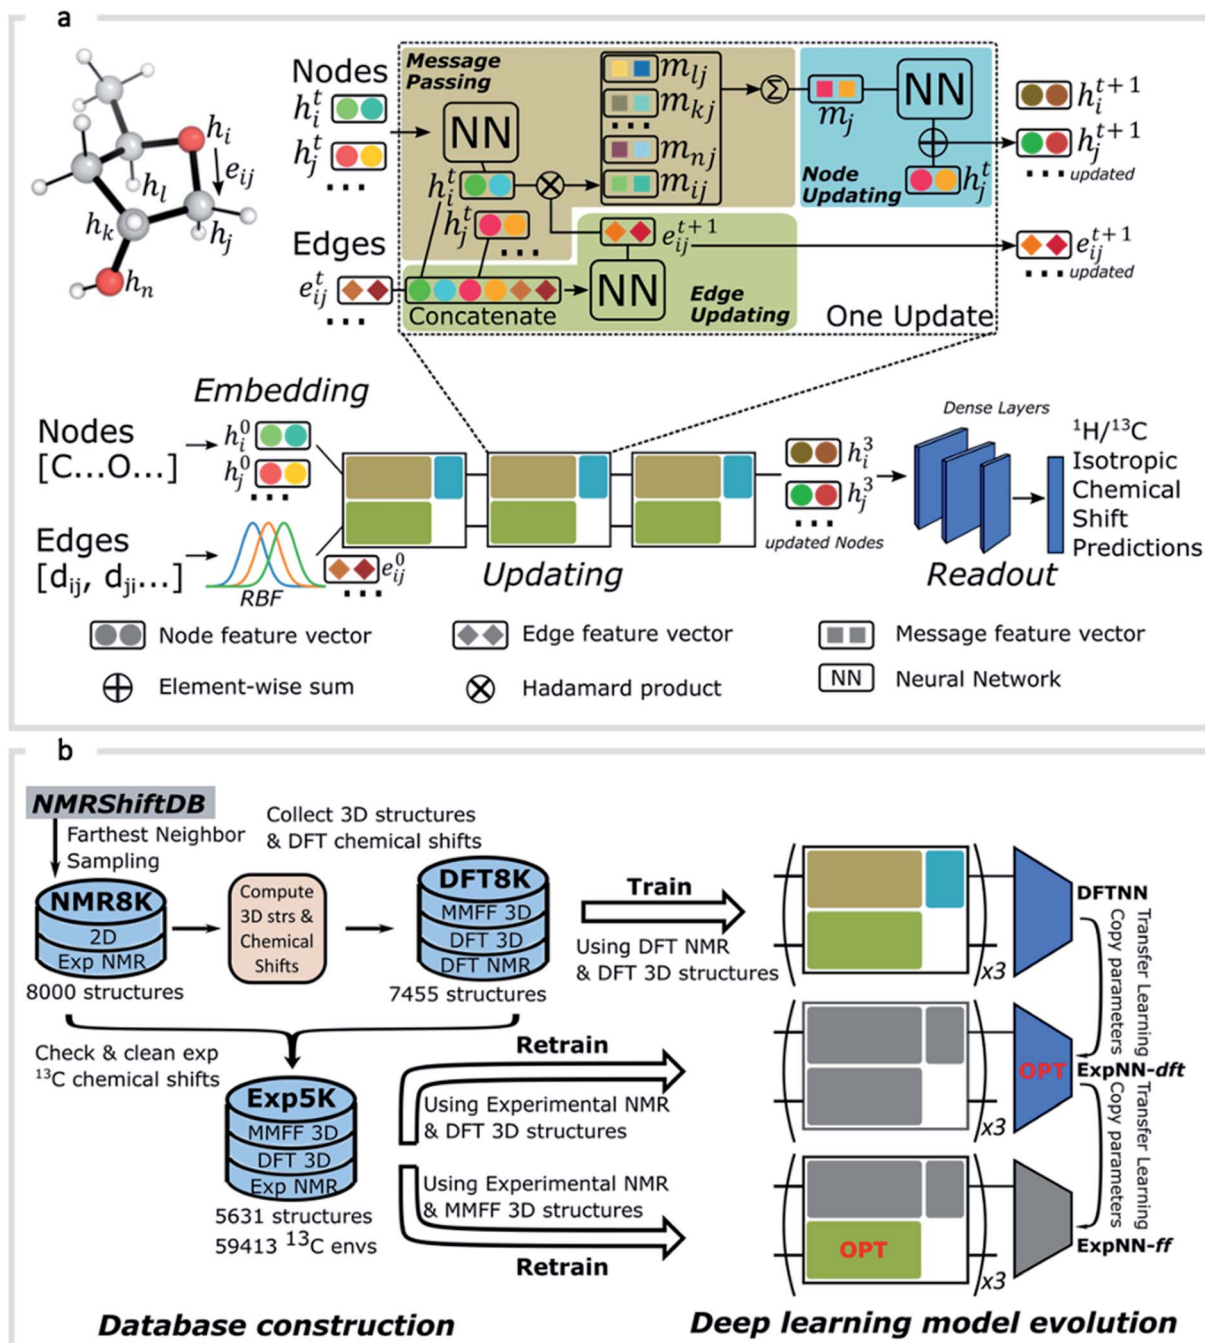 a
Nodes
h_i^t
h_j^t
...
Edges
e_ij^t
...
h_i
e_ij
h_l
h_k
h_j
h_n
Message
Passing
NN
h_i^t
h_j^t
...
m_lj
m_kj
...
m_nj
m_ij
Σ
m_j
NN
h_j^t
Node
Updating
e_ij^{t+1}
NN
Concatenate
Edge
Updating
One Update
h_i^{t+1}
h_j^{t+1}
... updated
e_ij^{t+1}
... updated
Embedding
Nodes
[C...O...]
h_i^0
h_j^0
...
Edges
[d_ij, d_ji...]
RBF
e_ij^0
...
Updating
h_i^3
h_j^3
...
updated Nodes
Dense Layers
Readout
¹H/¹³C
Isotropic
Chemical
Shift
Predictions
Node feature vector
Edge feature vector
Message feature vector
Element-wise sum
Hadamard product
NN Neural Network
b
NMRShiftDB
Farthest Neighbor
Sampling
NMR8K
2D
Exp NMR
8000 structures
Compute
3D strs &
Chemical
Shifts
Collect 3D structures
& DFT chemical shifts
DFT8K
MMFF 3D
DFT 3D
DFT NMR
7455 structures
Check & clean exp
¹³C chemical shifts
Exp5K
MMFF 3D
DFT 3D
Exp NMR
5631 structures
59413 ¹³C envs
Train
Using DFT NMR
& DFT 3D structures
Retrain
Using Experimental NMR
& DFT 3D structures
Using Experimental NMR
& MMFF 3D structures
Retrain
x3
DFTNN
Transfer Learning
Copy parameters
x3
OPT
ExpNN-dft
Transfer Learning
Copy parameters
OPT
x3
ExpNN-ff
Database construction
Deep learning model evolution